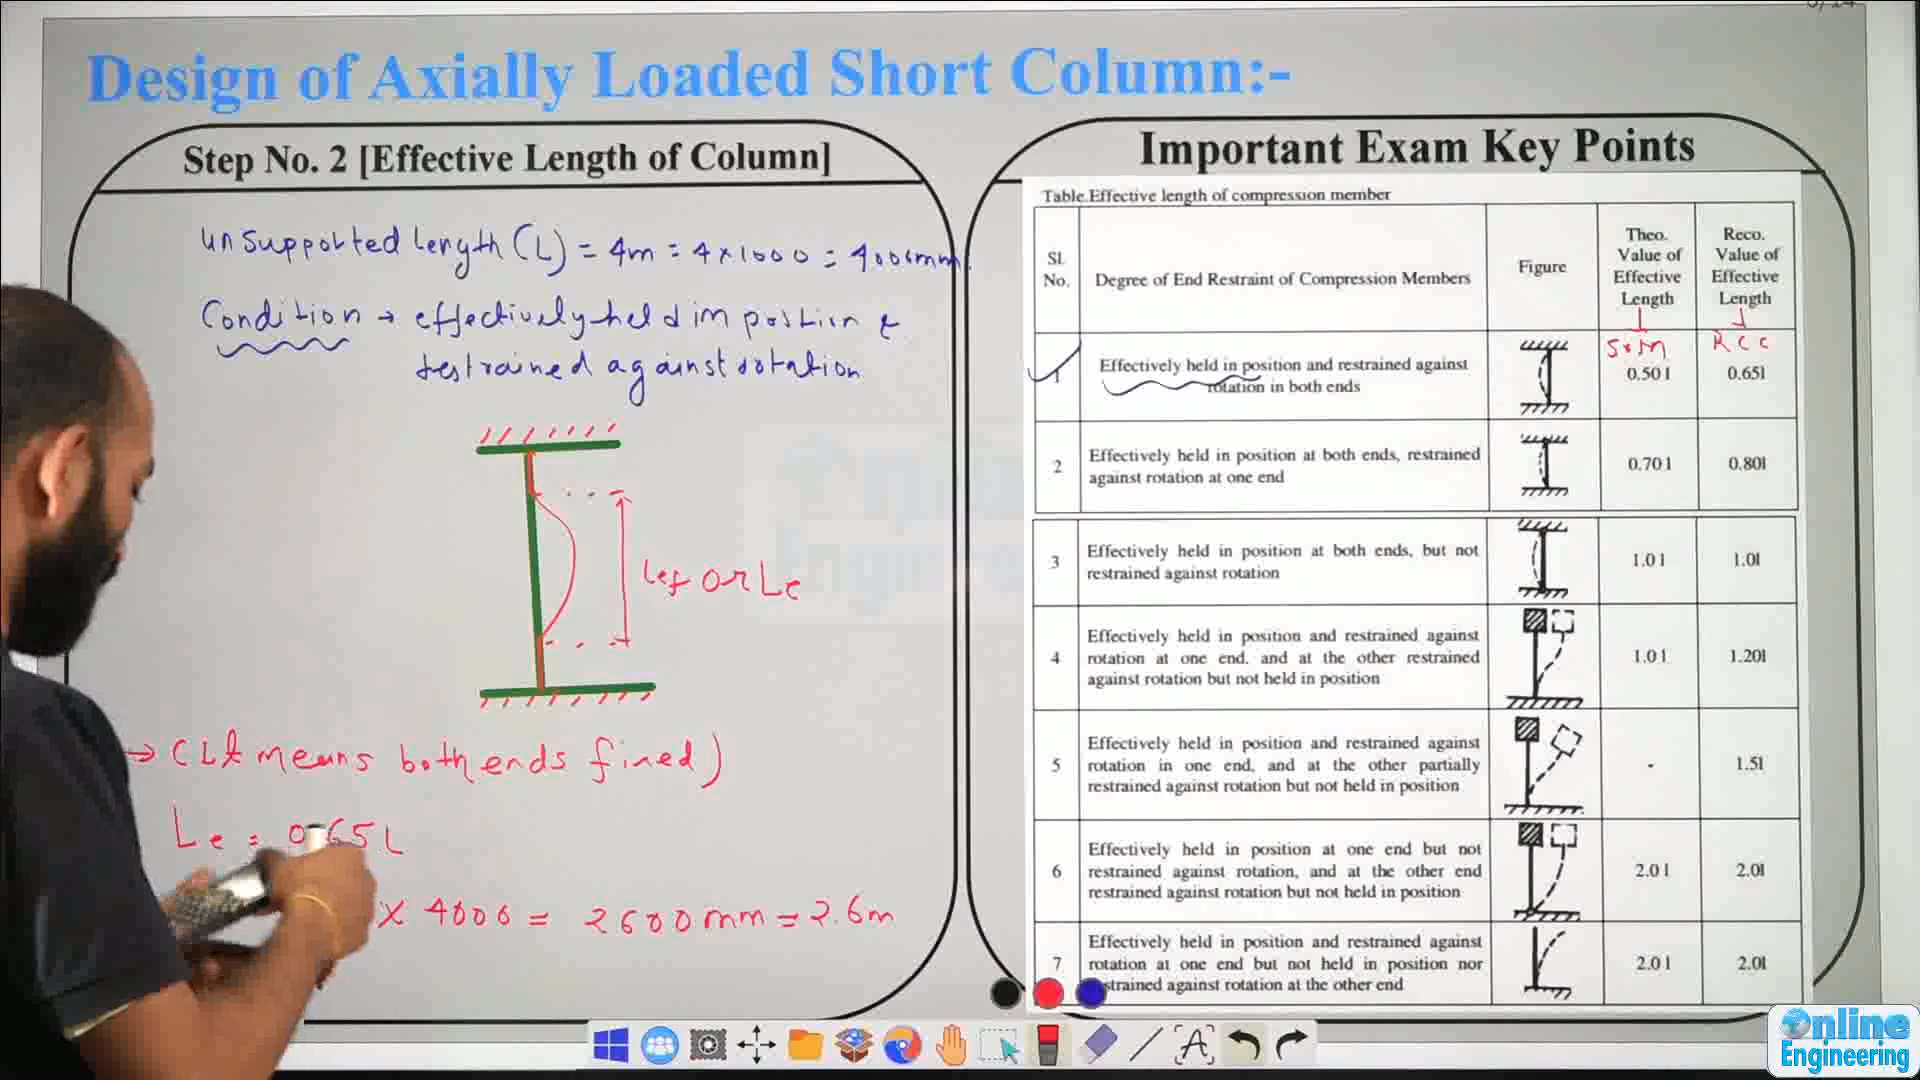 Design of Axially Loaded Short Column:-
Step No. 2 [Effective Length of Column]
unsupported length (L) = 4m = 4×1000 = 4000mm
Condition → effectively held in position &
restrained against rotation
Lef OR Le
→ (It means both ends fixed)
Le = 0.65L
× 4000 = 2600mm = 2.6m
Important Exam Key Points
Table.Effective length of compression member
Sl. No. Degree of End Restraint of Compression Members Figure Theo. Value of Effective Length Reco. Value of Effective Length
RCC
1 Effectively held in position and restrained against rotation in both ends 0.50 l 0.65l
2 Effectively held in position at both ends, restrained against rotation at one end 0.70 l 0.80l
3 Effectively held in position at both ends, but not restrained against rotation 1.0 l 1.0l
4 Effectively held in position and restrained against rotation at one end, and at the other restrained against rotation but not held in position 1.0 l 1.20l
5 Effectively held in position and restrained against rotation in one end, and at the other partially restrained against rotation but not held in position - 1.5l
6 Effectively held in position at one end but not restrained against rotation, and at the other end restrained against rotation but not held in position 2.0 l 2.0l
7 Effectively held in position and restrained against rotation at one end but not held in position nor strained against rotation at the other end 2.0 l 2.0l
Online
Engineering